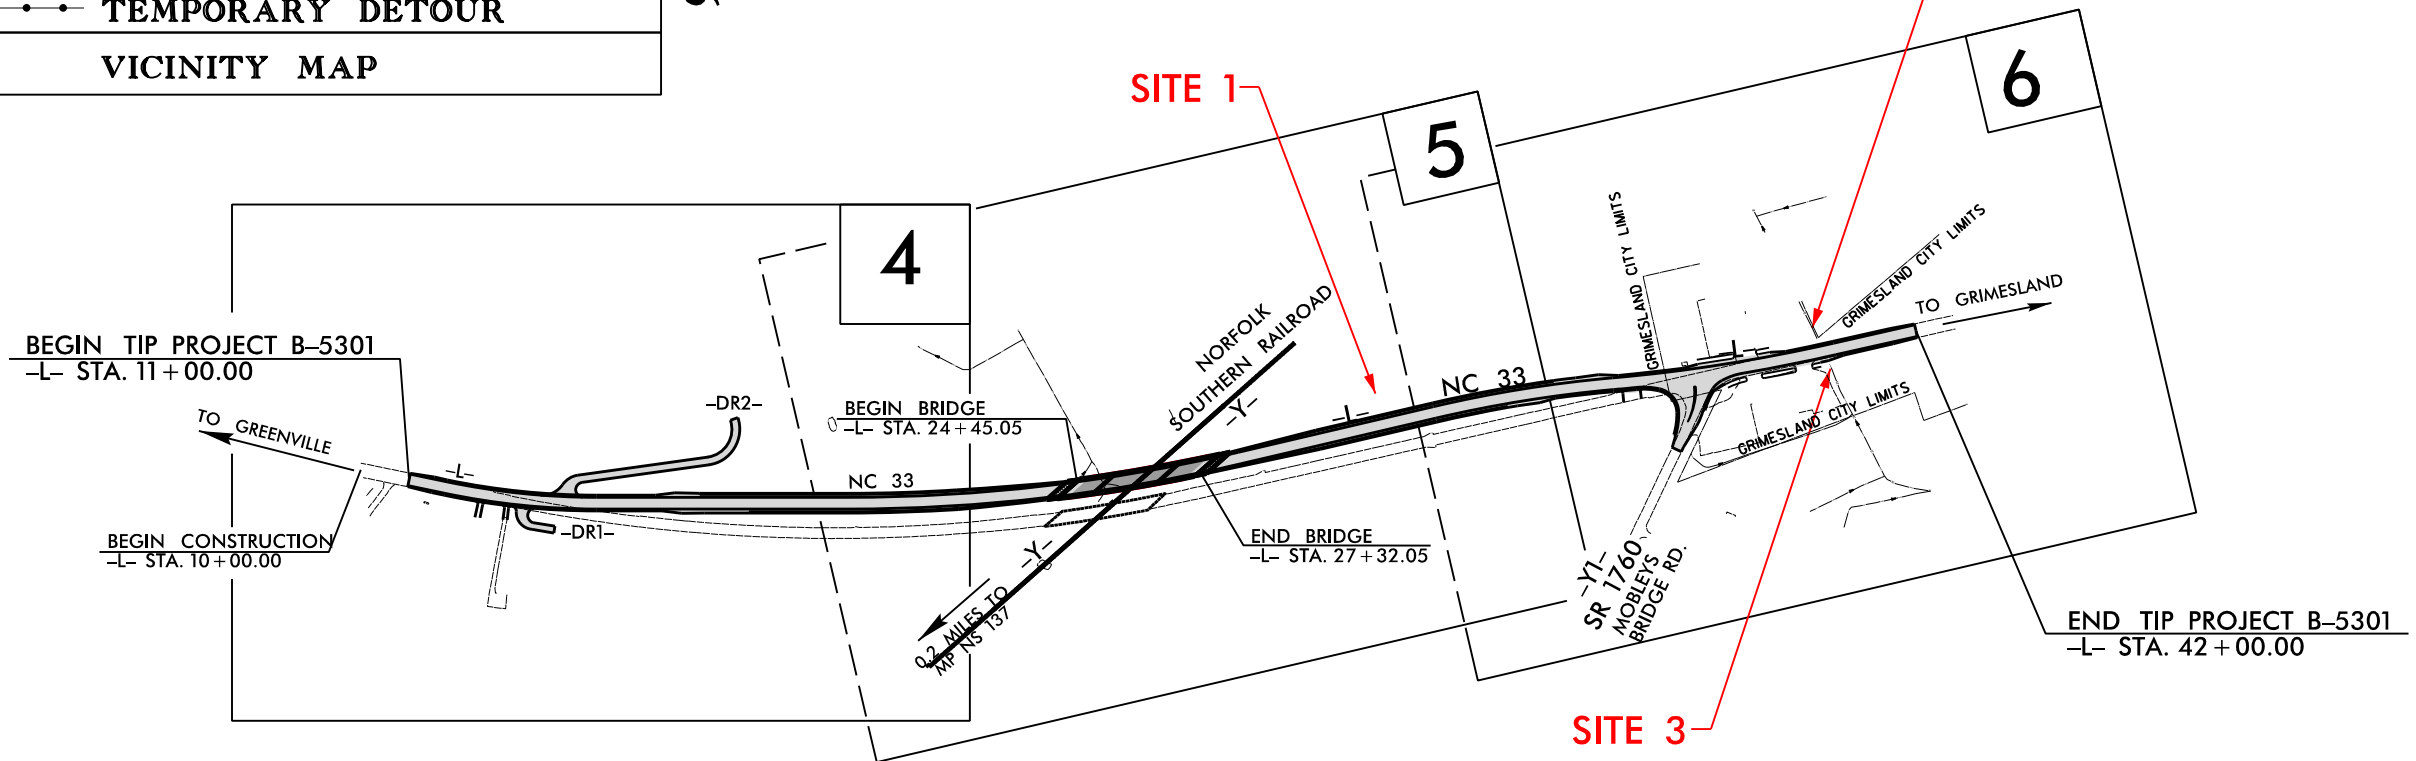 TEMPORARY DETOUR
VICINITY MAP
SITE 1
6
5
4
GRIMESLAND CITY LIMITS
GRIMESLAND CITY LIMITS
TO GRIMESLAND
NORFOLK
SOUTHERN RAILROAD
-Y-
BEGIN TIP PROJECT B-5301
-L- STA. 11+00.00
TO GREENVILLE
-L-
-DR2-
BEGIN BRIDGE
-L- STA. 24+45.05
-L-
NC 33
GRIMESLAND
-L-
GRIMESLAND CITY LIMITS
NC 33
-DR1-
BEGIN CONSTRUCTION
-L- STA. 10+00.00
-Y-
END BRIDGE
-L- STA. 27+32.05
0.2 MILES TO
MP NS 137
-Y1-
SR 1760
MOBLEYS
BRIDGE RD.
END TIP PROJECT B-5301
-L- STA. 42+00.00
SITE 3